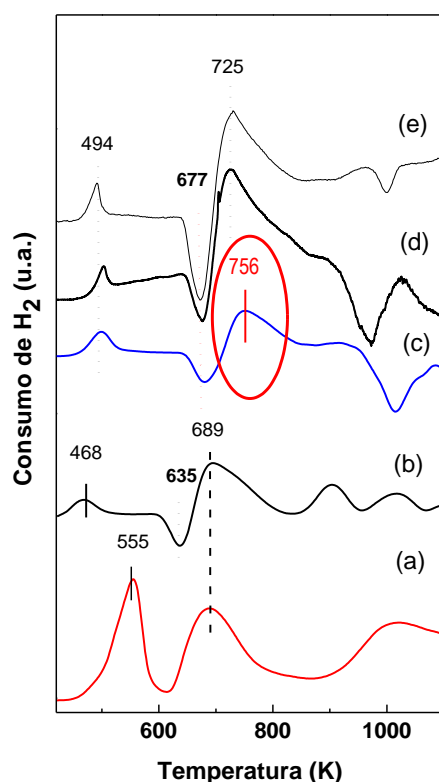 725
(e)
494
677
(d)
756
(c)
689
468
635
(b)
555
(a)
600
800
1000
Temperatura (K)
Consumo de H2 (u.a.)